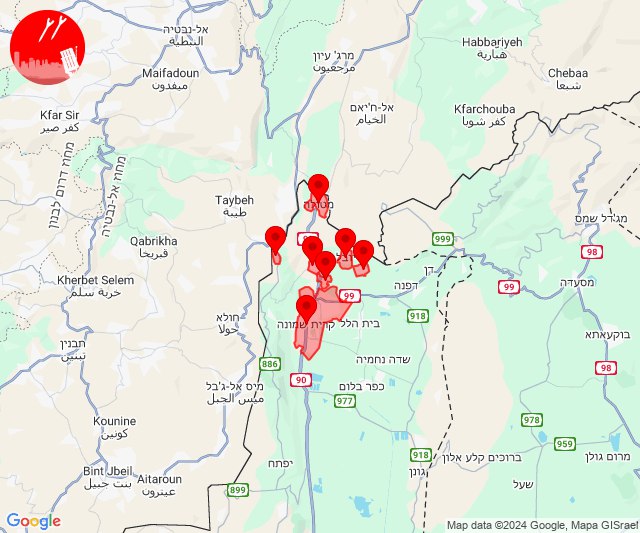 אל-נבטיה
النبطية
Maifadoun
ميفدون
Kfar Sir
كفر صير
מחוז אל-נבטיה
מחוז דרום לבנון
מרג' עיון
مرجعيون
אל-ח'יאם
الخيام
Habbariyeh
هبارية
Chebaa
شبعا
Kfarchouba
كفر شوبا
Taybeh
طيبة
מטולה
מג'דל שמס
Qabrikha
قبريخا
999
98
דן
99
Kherbet Selem
خربة سلم
99
דפנה
מסעדה
חולא
حولا
918
קרית שמונה
בית הלל
בוקעאתא
תבנין
تبنين
886
שדה נחמיה
98
מיס אל-ג'בל
ميس الجبل
90
כפר בלום
977
Kounine
كونين
978
959
918
ברוכים קלע אלון
מרום גולן
יפתח
גונן
Bint Jbeil
بنت جبيل
Aitaroun
عيترون
שעל
899
Google
Map data ©2024 Google, Mapa GISrael